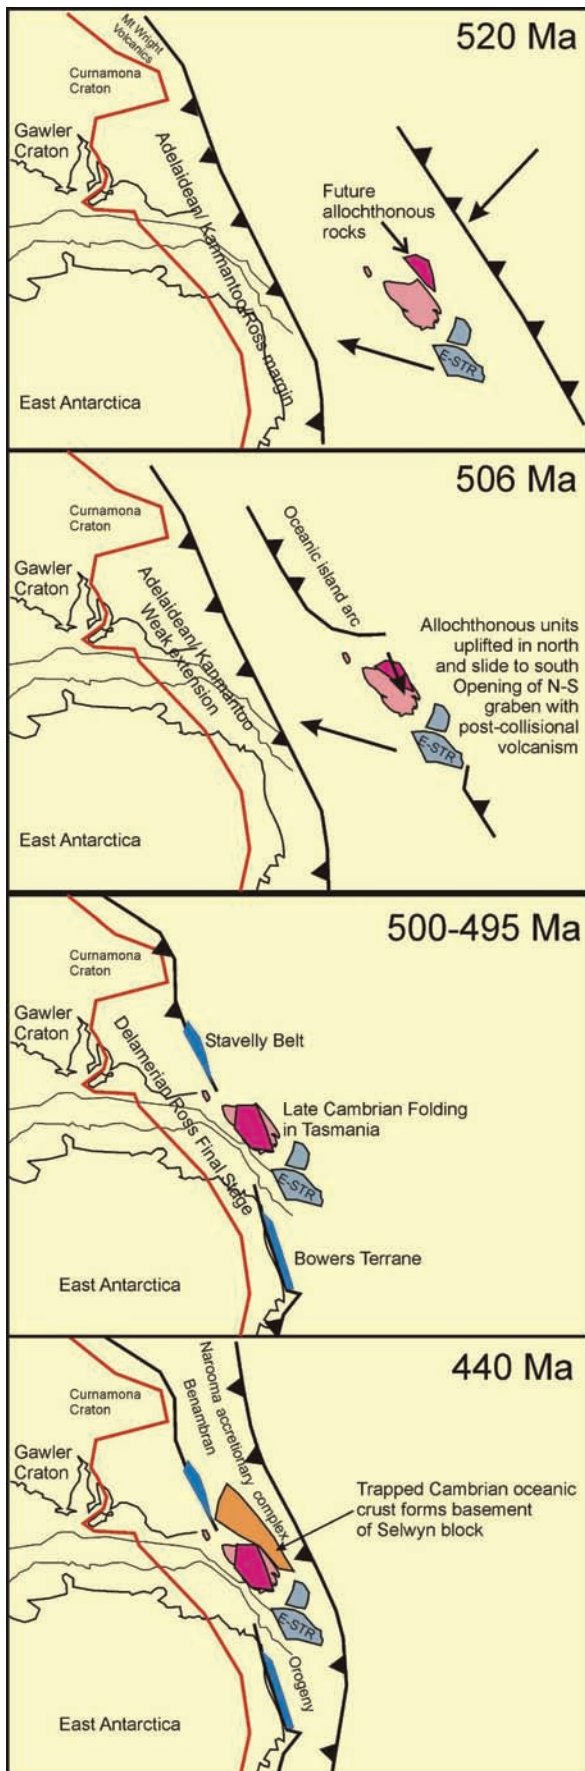 520 Ma
Mt Wright
Volcanics
Curnamona
Craton
Gawler
Craton
Adelaidean/ Kanmantoo/Ross margin
Future
allochthonous
rocks
E-STR
East Antarctica
506 Ma
Curnamona
Craton
Gawler
Craton
Adelaidean/ Kanmantoo
Weak extension
Oceanic island arc
Allochthonous units
uplifted in north
and slide to south
Opening of N-S
graben with
post-collisional
volcanism
E-STR
East Antarctica
500-495 Ma
Curnamona
Craton
Gawler
Craton
Delamerian/Ross Final Stage
Stavelly Belt
Late Cambrian Folding
in Tasmania
E-STR
Bowers Terrane
East Antarctica
440 Ma
Curnamona
Craton
Gawler
Craton
Narooma accretionary complex
Benambran
Trapped Cambrian oceanic
crust forms basement
of Selwyn block
E-STR
Orogeny
East Antarctica